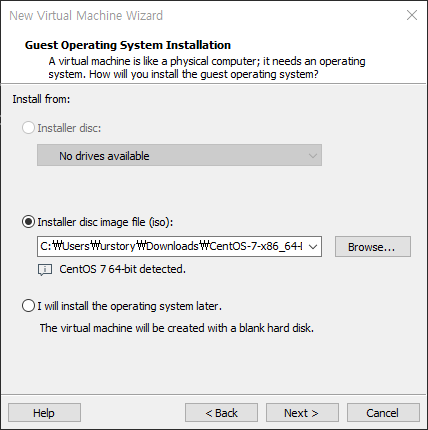 New Virtual Machine Wizard
Guest Operating System Installation
A virtual machine is like a physical computer; it needs an operating
system. How will you install the guest operating system?
Install from:
Installer disc:
No drives available
Installer disc image file (iso):
C:₩Users₩urstory₩Downloads₩CentOS-7-x86_64-
Browse...
CentOS 7 64-bit detected.
I will install the operating system later.
The virtual machine will be created with a blank hard disk.
Help
< Back
Next >
Cancel